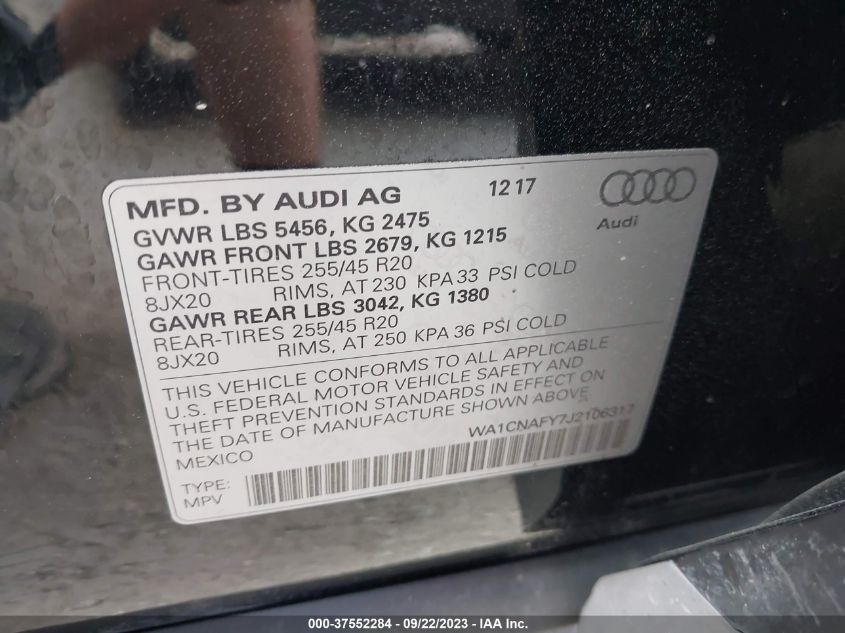 MFD. BY AUDI AG 12 17
Audi
GVWR LBS 5456, KG 2475
GAWR FRONT LBS 2679, KG 1215
FRONT-TIRES 255/45 R20
8JX20 RIMS, AT 230 KPA 33 PSI COLD
GAWR REAR LBS 3042, KG 1380
REAR-TIRES 255/45 R20
8JX20 RIMS, AT 250 KPA 36 PSI COLD
THIS VEHICLE CONFORMS TO ALL APPLICABLE
U.S. FEDERAL MOTOR VEHICLE SAFETY AND
THEFT PREVENTION STANDARDS IN EFFECT ON
THE DATE OF MANUFACTURE SHOWN ABOVE
MEXICO WA1CNAFY7J2106317
TYPE:
MPV
000-37552284 - 09/22/2023 - IAA Inc.